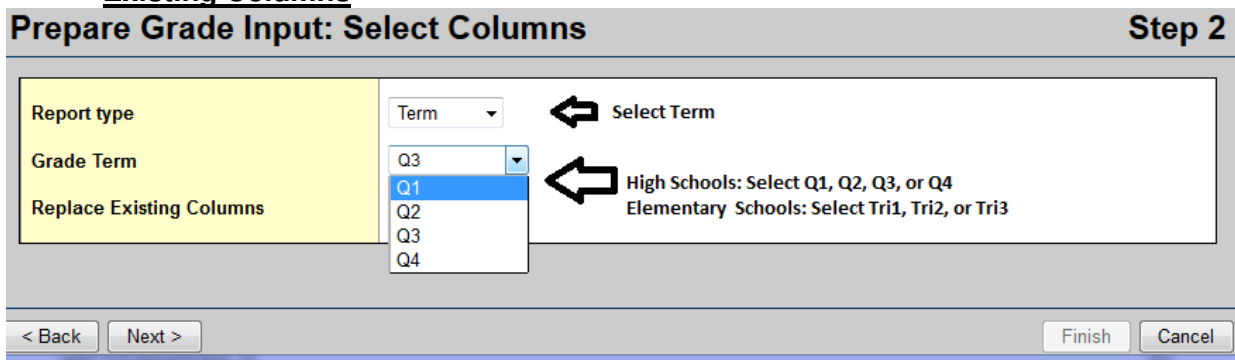 Existing Columns
Prepare Grade Input: Select Columns Step 2
Report type Term Select Term
Grade Term Q3
Q1 High Schools: Select Q1, Q2, Q3, or Q4
Replace Existing Columns Q2 Elementary Schools: Select Tri1, Tri2, or Tri3
Q3
Q4
< Back Next > Finish Cancel